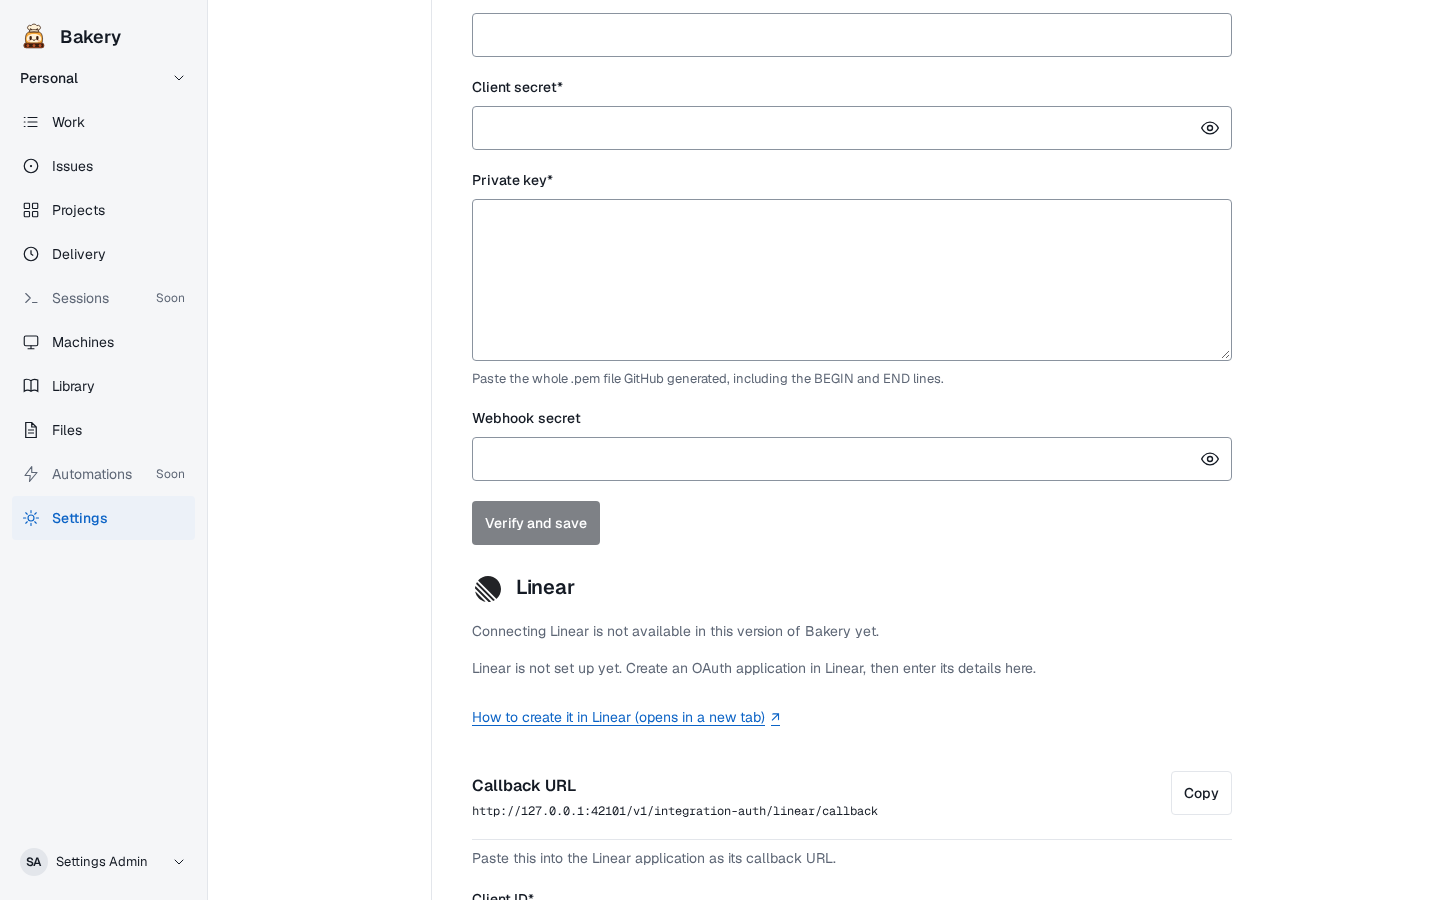 Bakery
Personal
Work
Issues
Projects
Delivery
Sessions Soon
Machines
Library
Files
Automations Soon
Settings
SA Settings Admin
Client secret*
Private key*
Paste the whole .pem file GitHub generated, including the BEGIN and END lines.
Webhook secret
Verify and save
Linear
Connecting Linear is not available in this version of Bakery yet.
Linear is not set up yet. Create an OAuth application in Linear, then enter its details here.
How to create it in Linear (opens in a new tab)
Callback URL
Copy
http://127.0.0.1:42101/v1/integration-auth/linear/callback
Paste this into the Linear application as its callback URL.
Client ID*